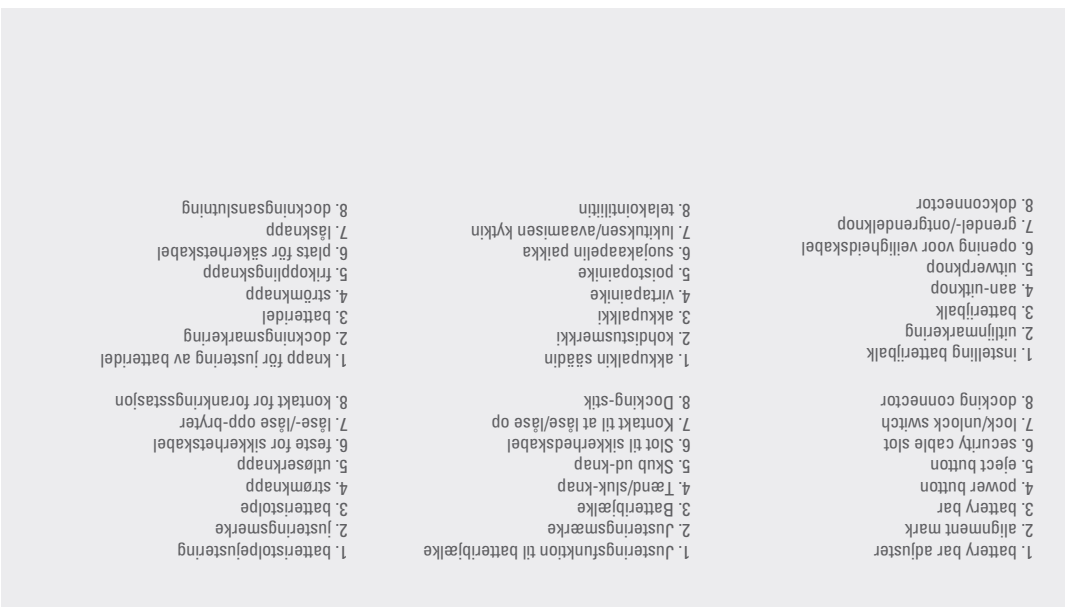 1. battery bar adjuster
2. alignment mark
3. battery bar
4. power button
5. eject button
6. security cable slot
7. lock/unlock switch
8. docking connector
1. Justeringsfunktion til batteribjælke
2. Justeringsmærke
3. Batteribjælke
4. Tænd/sluk-knap
5. Skub ud-knap
6. Slot til sikkerhedskabel
7. Kontakt til at låse/låse op
8. Docking-stik
1. batteristolpejustering
2. justeringsmerke
3. batteristolpe
4. strømknapp
5. utløserknapp
6. feste for sikkerhetskabel
7. låse-/låse opp-bryter
8. kontakt for forankringsstasjon
1. instelling batterijbalk
2. uitlijnmarkering
3. batterijbalk
4. aan-uitknop
5. uitwerpknop
6. opening voor veiligheidskabel
7. grendel-/ontgrendelknop
8. dokconnector
1. akkupalkin säädin
2. kohdistusmerkki
3. akkupalkki
4. virtapainike
5. poistopainike
6. suojakaapelin paikka
7. lukituksen/avaamisen kytkin
8. telakointiliitin
1. knapp för justering av batteridel
2. dockningsmarkering
3. batteridel
4. strömknapp
5. frikopplingsknapp
6. plats för säkerhetskabel
7. låsknapp
8. dockningsanslutning